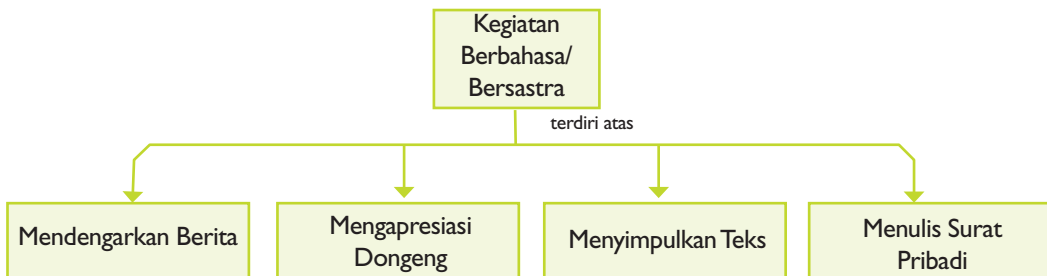 Kegiatan
Berbahasa/
Bersastra
terdiri atas
Mendengarkan Berita
Mengapresiasi
Dongeng
Menyimpulkan Teks
Menulis Surat
Pribadi